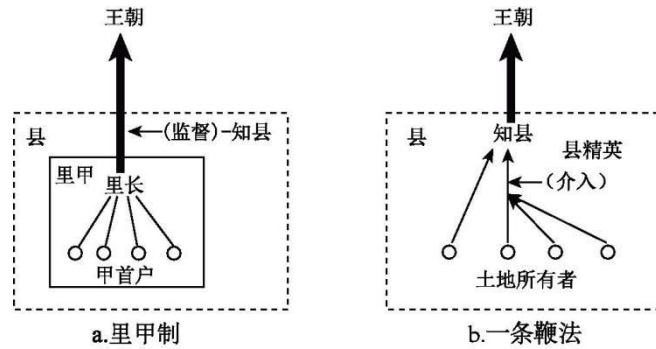 王朝
县
(监督)-知县
里甲
里长
甲首户
a.里甲制
王朝
县
知县
县精英
(介入)
土地所有者
b.一条鞭法